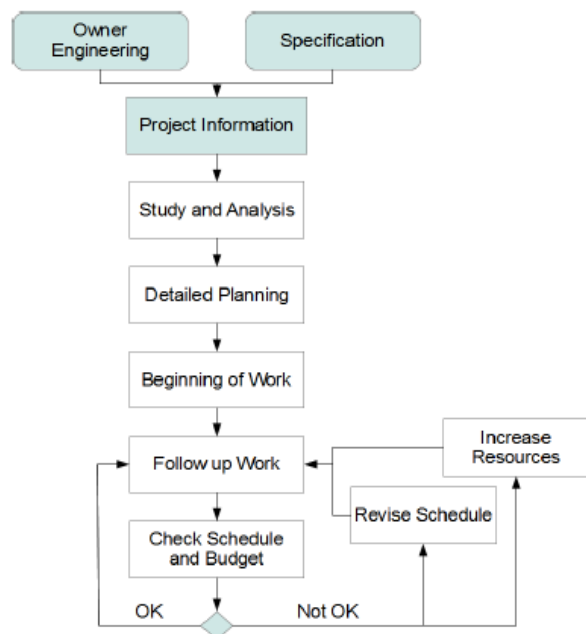 Owner
Engineering
Specification
Project Information
Study and Analysis
Detailed Planning
Beginning of Work
Follow up Work
Increase
Resources
Revise Schedule
Check Schedule
and Budget
OK
Not OK